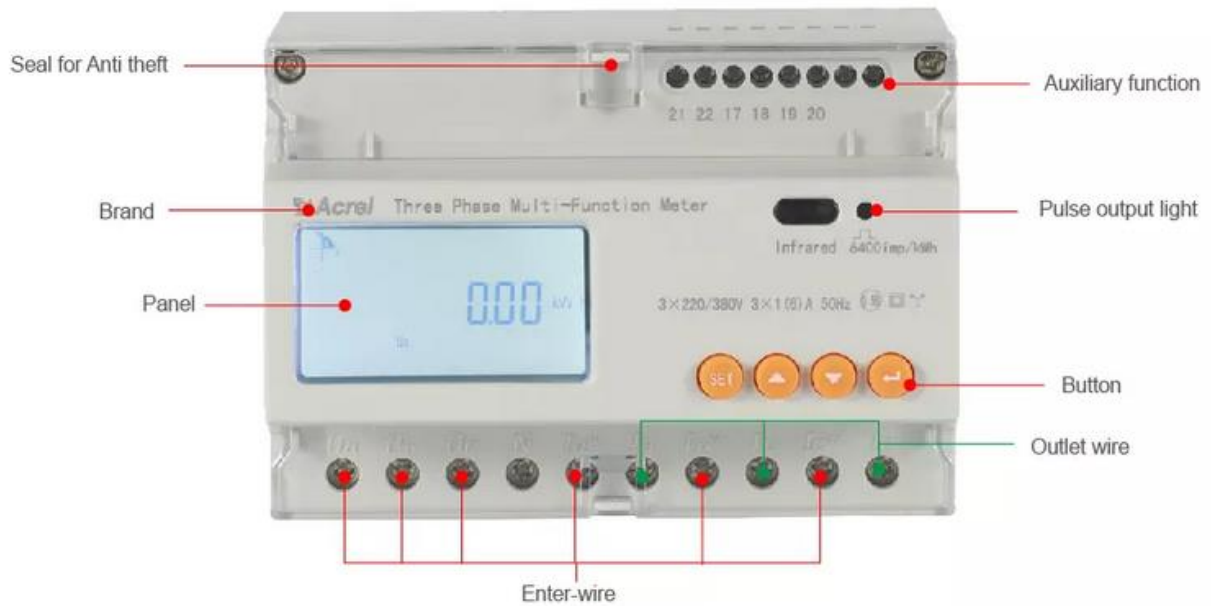 Seal for Anti theft
Auxiliary function
21 22 17 18 19 20
Brand
Acrel Three Phase Multi-Function Meter
Pulse output light
Infrared 6400imp/kWh
Panel
0.00
3×220/380V 3×1(6)A 50Hz
SET
Button
Outlet wire
Enter-wire